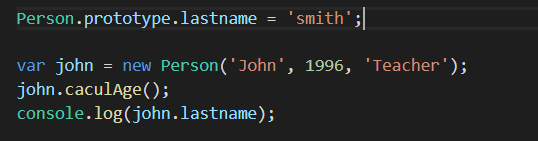 Person.prototype.lastname = 'smith';
var john = new Person('John', 1996, 'Teacher');
john.caculAge();
console.log(john.lastname);